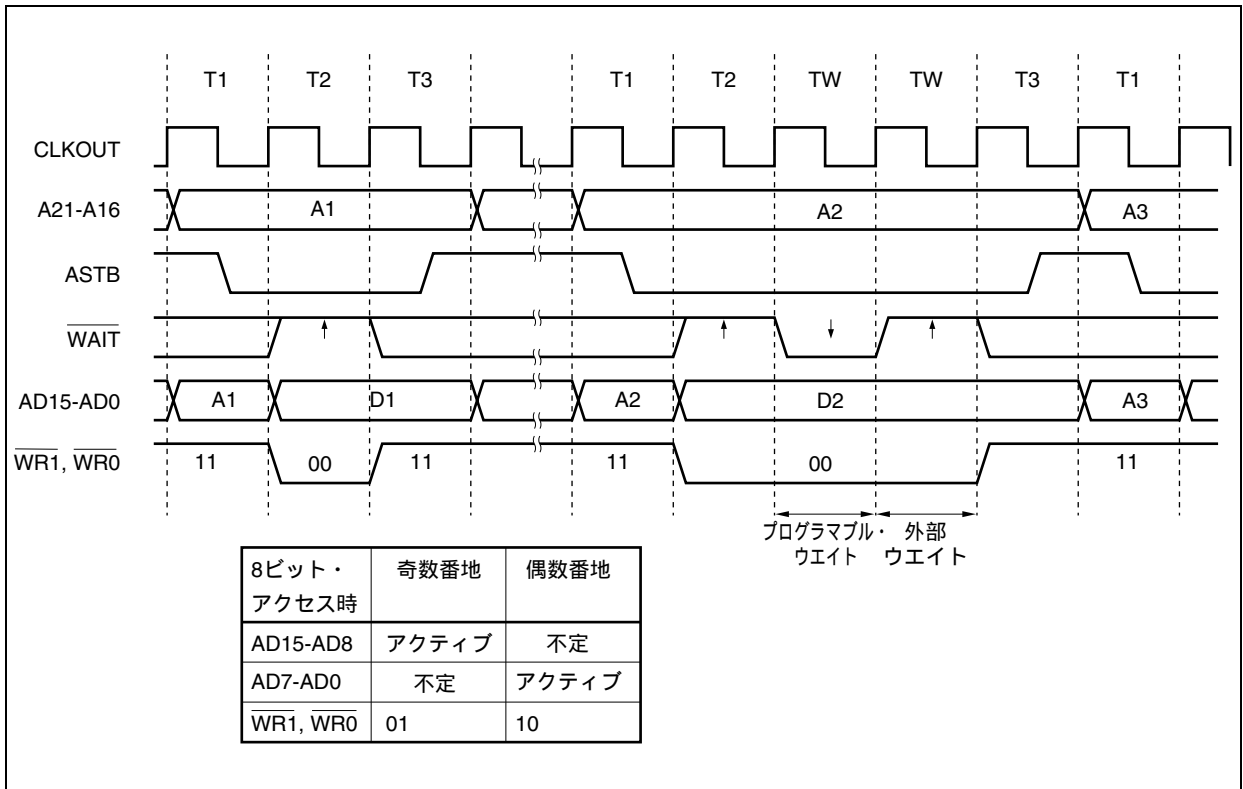 T1 T2 T3 T1 T2 TW TW T3 T1
CLKOUT
A21-A16 A1 A2 A3
ASTB
WAIT
AD15-AD0 A1 D1 A2 D2 A3
WR1, WR0 11 00 11 11 00 11
プログラマブル・ 外部
ウエイト ウエイト
8ビット・ 奇数番地 偶数番地
アクセス時
AD15-AD8 アクティブ 不定
AD7-AD0 不定 アクティブ
WR1, WR0 01 10